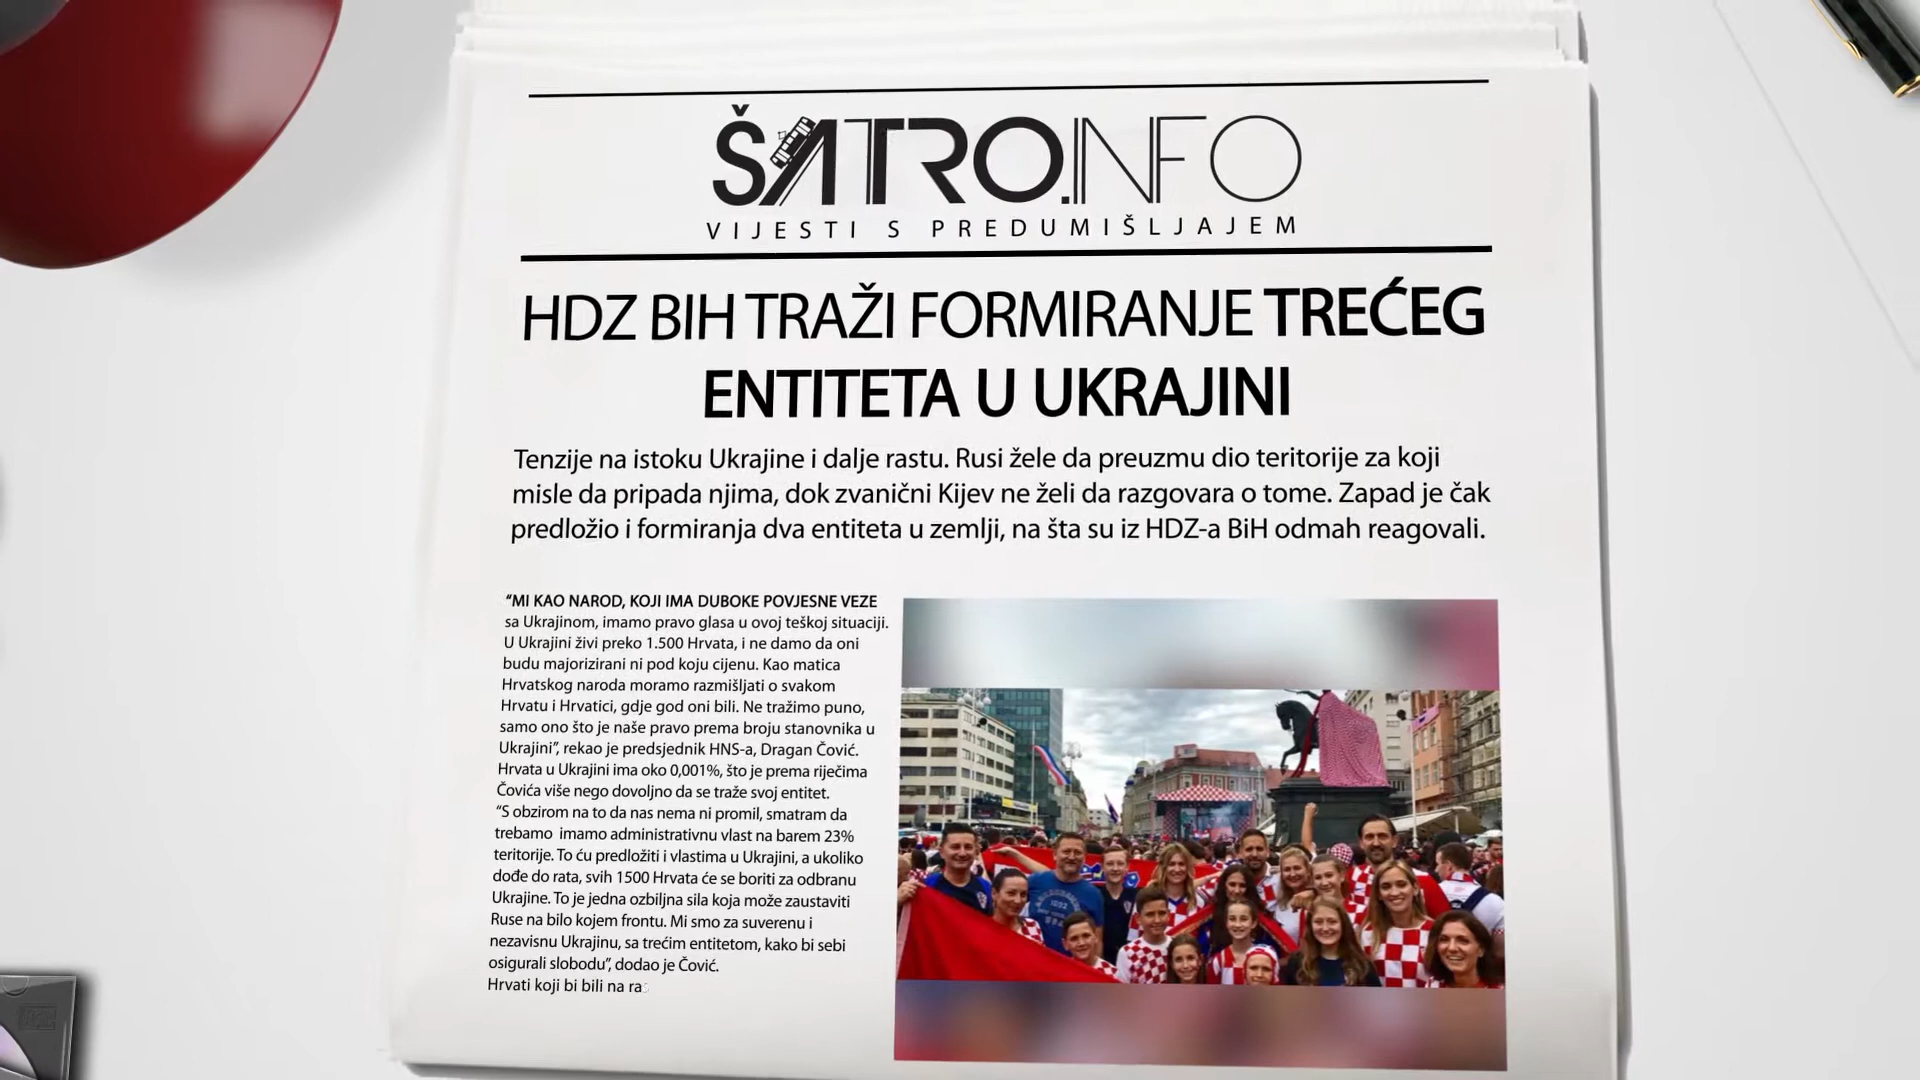 ŠATRO.INFO
VIJESTI S PREDUMIŠLJAJEM
HDZ BIH TRAŽI FORMIRANJE TREĆEG
ENTITETA U UKRAJINI
Tenzije na istoku Ukrajine i dalje rastu. Rusi žele da preuzmu dio teritorije za koji
misle da pripada njima, dok zvanični Kijev ne želi da razgovara o tome. Zapad je čak
predložio i formiranja dva entiteta u zemlji, na šta su iz HDZ-a BiH odmah reagovali.
“MI KAO NAROD, KOJI IMA DUBOKE POVJESNE VEZE
sa Ukrajinom, imamo pravo glasa u ovoj teškoj situaciji.
U Ukrajini živi preko 1.500 Hrvata, i ne damo da oni
budu majorizirani ni pod koju cijenu. Kao matica
Hrvatskog naroda moramo razmišljati o svakom
Hrvatu i Hrvatici, gdje god oni bili. Ne tražimo puno,
samo ono što je naše pravo prema broju stanovnika u
Ukrajini”, rekao je predsjednik HNS-a, Dragan Čović.
Hrvata u Ukrajini ima oko 0,001%, što je prema riječima
Čovića više nego dovoljno da se traže svoj entitet.
“S obzirom na to da nas nema ni promil, smatram da
trebamo imamo administrativnu vlast na barem 23%
teritorije. To ću predložiti i vlastima u Ukrajini, a ukoliko
dođe do rata, svih 1500 Hrvata će se boriti za odbranu
Ukrajine. To je jedna ozbiljna sila koja može zaustaviti
Ruse na bilo kojem frontu. Mi smo za suverenu i
nezavisnu Ukrajinu, sa trećim entitetom, kako bi sebi
osigurali slobodu”, dodao je Čović.
Hrvati koji bi bili na ra